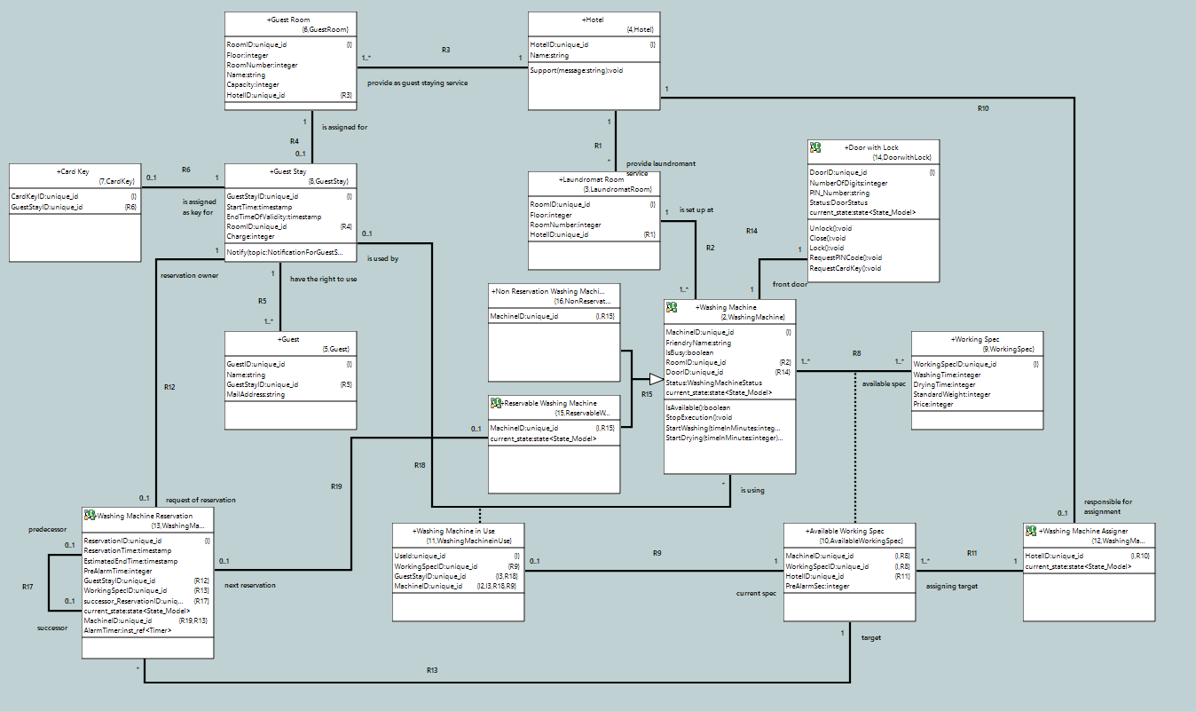 +Guest Room
(6,GuestRoom)
RoomID:unique_id (I)
Floor:integer
RoomNumber:integer
Name:string
Capacity:integer
HotelID:unique_id (R3)
1..*
R3
1
provide as guest staying service
+Hotel
(4,Hotel)
HotelID:unique_id (I)
Name:string
Support(message:string):void
1
R10
1
is assigned for
R4
0..1
1
R1
*
provide laundromant
service
+Card Key
(7,CardKey)
CardKeyID:unique_id (I)
GuestStayID:unique_id (R6)
0..1
R6
1
is assigned
as key for
+Guest Stay
(8,GuestStay)
GuestStayID:unique_id (I)
StartTime:timestamp
EndTimeOfValidity:timestamp
RoomID:unique_id (R4)
Charge:integer
Notify(topic:NotificationForGuestS...
0..1
is used by
1
reservation owner
1
have the right to use
R5
1..*
+Laundromat Room
(3,LaundromatRoom)
RoomID:unique_id (I)
Floor:integer
RoomNumber:integer
HotelID:unique_id (R1)
1
is set up at
R2
1..*
+Door with Lock
(14,DoorwithLock)
DoorID:unique_id (I)
NumberOfDigits:integer
PIN_Number:string
Status:DoorStatus
current_state:state<State_Model>
Unlock():void
Close():void
Lock():void
RequestPINCode():void
RequestCardKey():void
R14
1
1
front door
+Guest
(5,Guest)
GuestID:unique_id (I)
Name:string
GuestStayID:unique_id (R5)
MailAddress:string
R12
+Non Reservation Washing Machi...
(16,NonReservat...
MachineID:unique_id (I,R15)
+Reservable Washing Machine
(15,ReservableW...
MachineID:unique_id (I,R15)
current_state:state<State_Model>
R15
0..1
R18
R19
+Washing Machine
(2,WashingMachine)
MachineID:unique_id (I)
FriendryName:string
IsBusy:boolean
RoomID:unique_id (R2)
DoorID:unique_id (R14)
Status:WashingMachineStatus
current_state:state<State_Model>
IsAvailable():boolean
StopExecution():void
StartWashing(timeInMinutes:integ...
StartDrying(timeInMinutes:integer)...
1..*
R8
1..*
available spec
+Working Spec
(9,WorkingSpec)
WorkingSpecID:unique_id (I)
WashingTime:integer
DryingTime:integer
StandardWeight:integer
Price:integer
*
is using
0..1
request of reservation
responsible for
assignment
0..1
+Washing Machine Reservation
(13,WashingMa...
ReservationID:unique_id (I)
ReservationTime:timestamp
EstimatedEndTime:timestamp
PreAlarmTime:integer
GuestStayID:unique_id (R12)
WorkingSpecID:unique_id (R13)
successor_ReservationID:uniq... (R17)
current_state:state<State_Model>
MachineID:unique_id (R19,R13)
AlarmTimer:inst_ref<Timer>
predecessor
0..1
R17
0..1
successor
0..1
next reservation
+Washing Machine in Use
(11,WashingMachineinUse)
UseId:unique_id (I)
WorkingSpecID:unique_id (R9)
GuestStayID:unique_id (I3,R18)
MachineID:unique_id (I2,I3,R18,R9)
0..1
R9
1
current spec
+Available Working Spec
(10,AvailableWorkingSpec)
MachineID:unique_id (I,R8)
WorkingSpecID:unique_id (I,R8)
HotelID:unique_id (R11)
PreAlarmSec:integer
1..*
R11
1
assigning target
+Washing Machine Assigner
(12,WashingMa...
HotelID:unique_id (I,R10)
current_state:state<State_Model>
1
target
*
R13